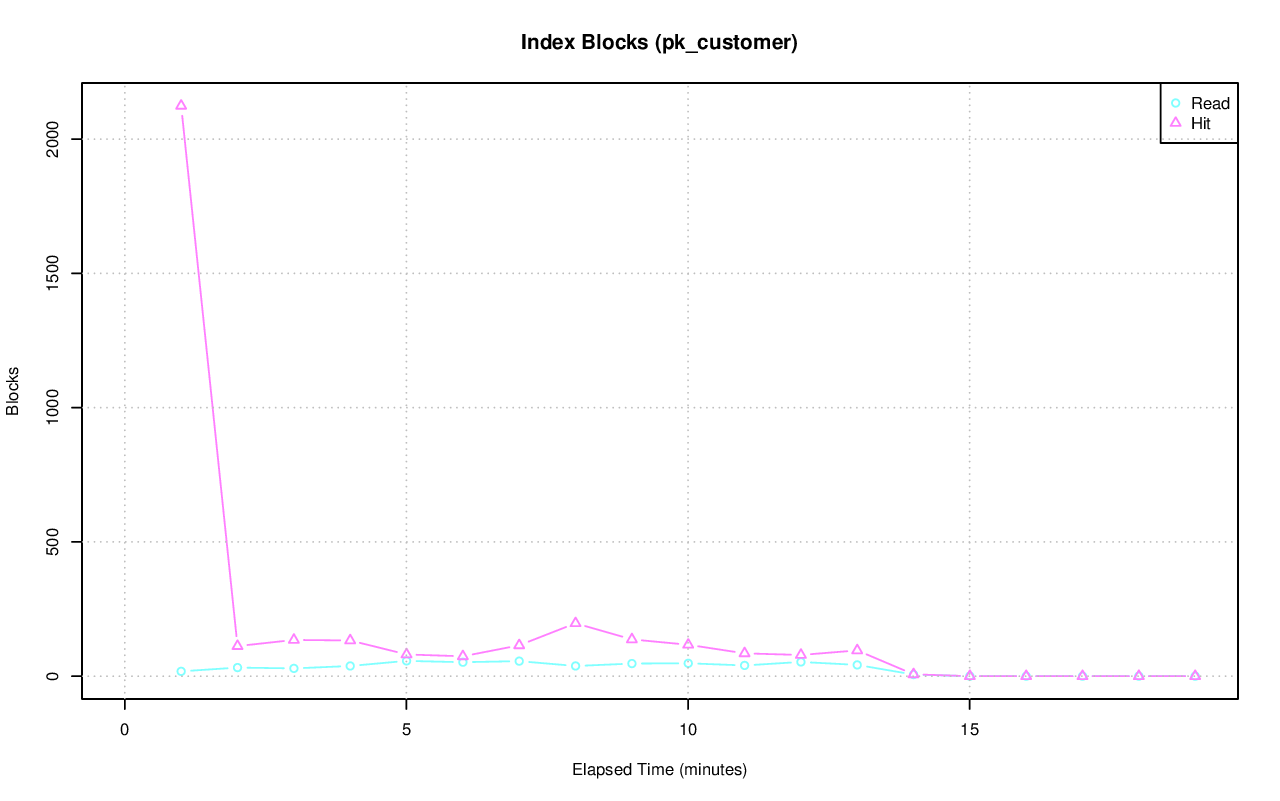 Index Blocks (pk_customer)
Read
Hit
Blocks
2000
1500
1000
500
0
0 5 10 15
Elapsed Time (minutes)